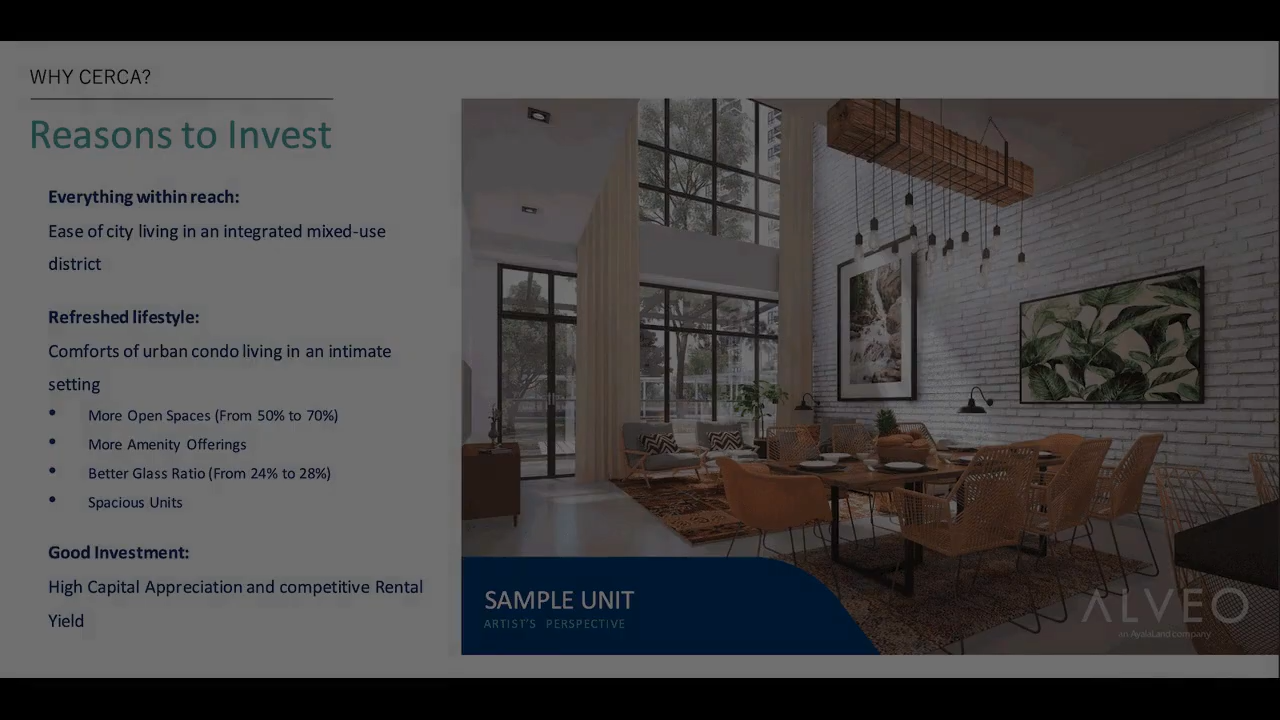 WHY CERCA?
Reasons to Invest
Everything within reach:
Ease of city living in an integrated mixed-use
district
Refreshed lifestyle:
Comforts of urban condo living in an intimate
setting
• More Open Spaces (From 50% to 70%)
• More Amenity Offerings
• Better Glass Ratio (From 24% to 28%)
• Spacious Units
Good Investment:
High Capital Appreciation and competitive Rental
Yield
SAMPLE UNIT
ARTIST'S PERSPECTIVE
ALVEO
an AyalaLand company